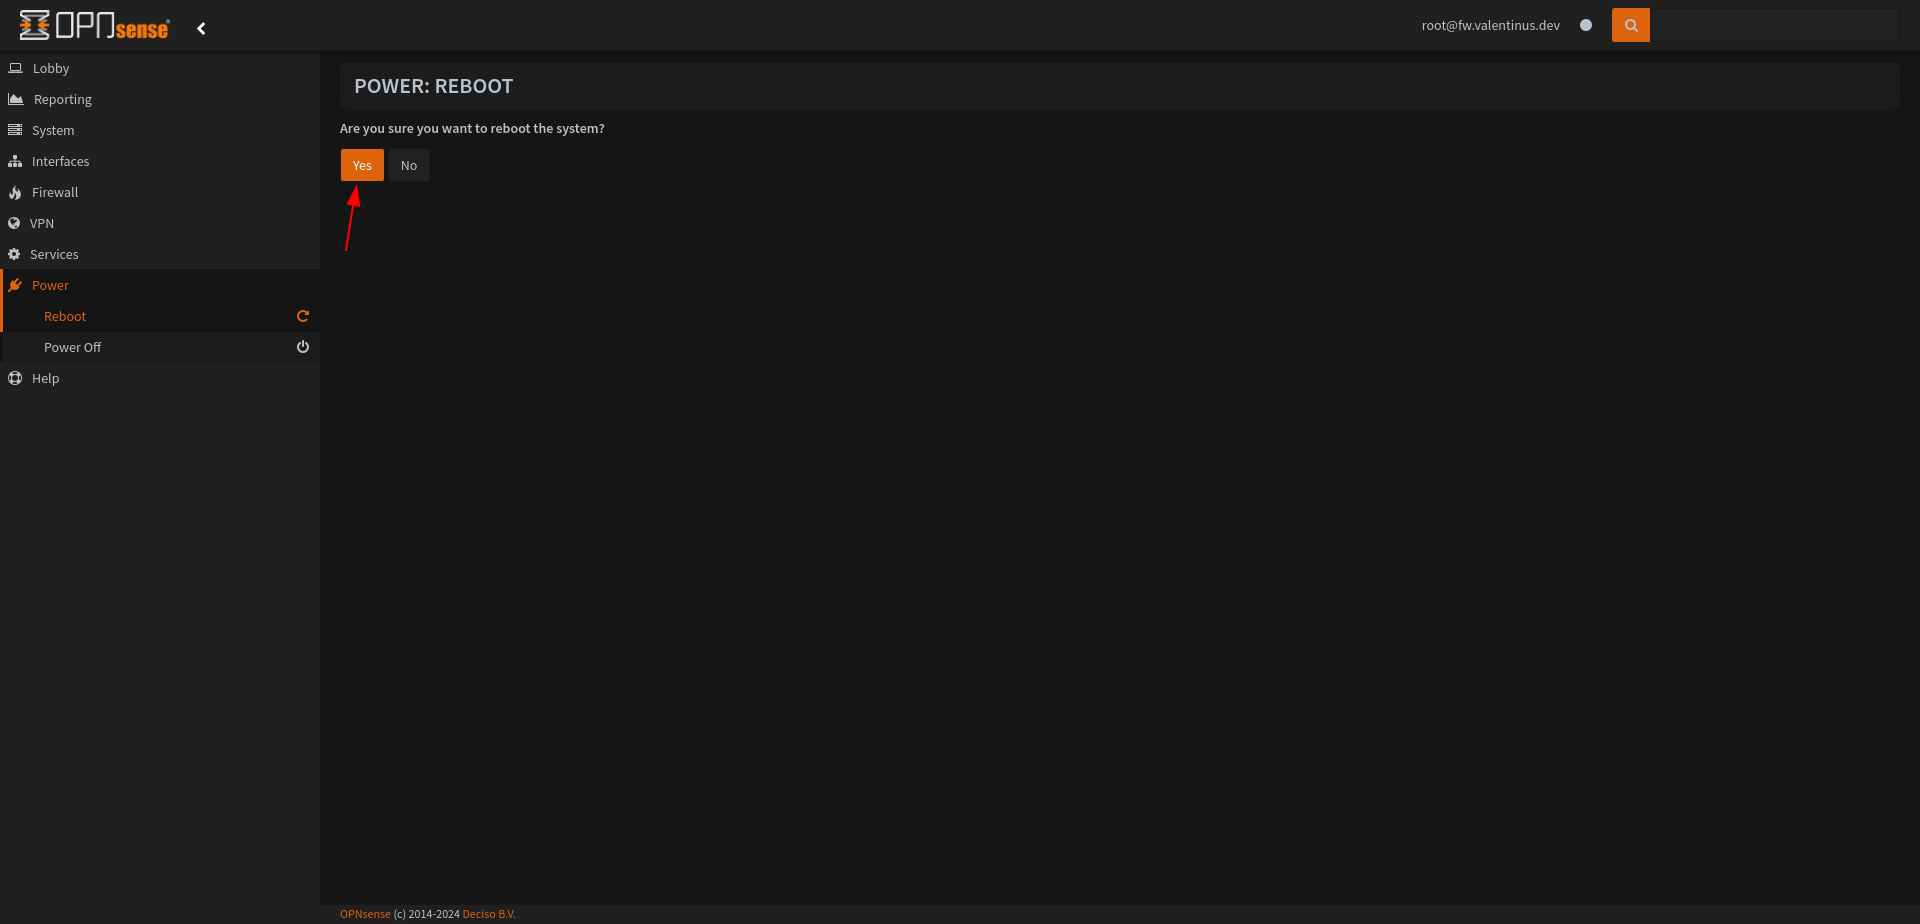 OPNsense
root@fw.valentinus.dev
Lobby
Reporting
System
Interfaces
Firewall
VPN
Services
Power
Reboot
Power Off
Help
POWER: REBOOT
Are you sure you want to reboot the system?
Yes No
OPNsense (c) 2014-2024 Deciso B.V.